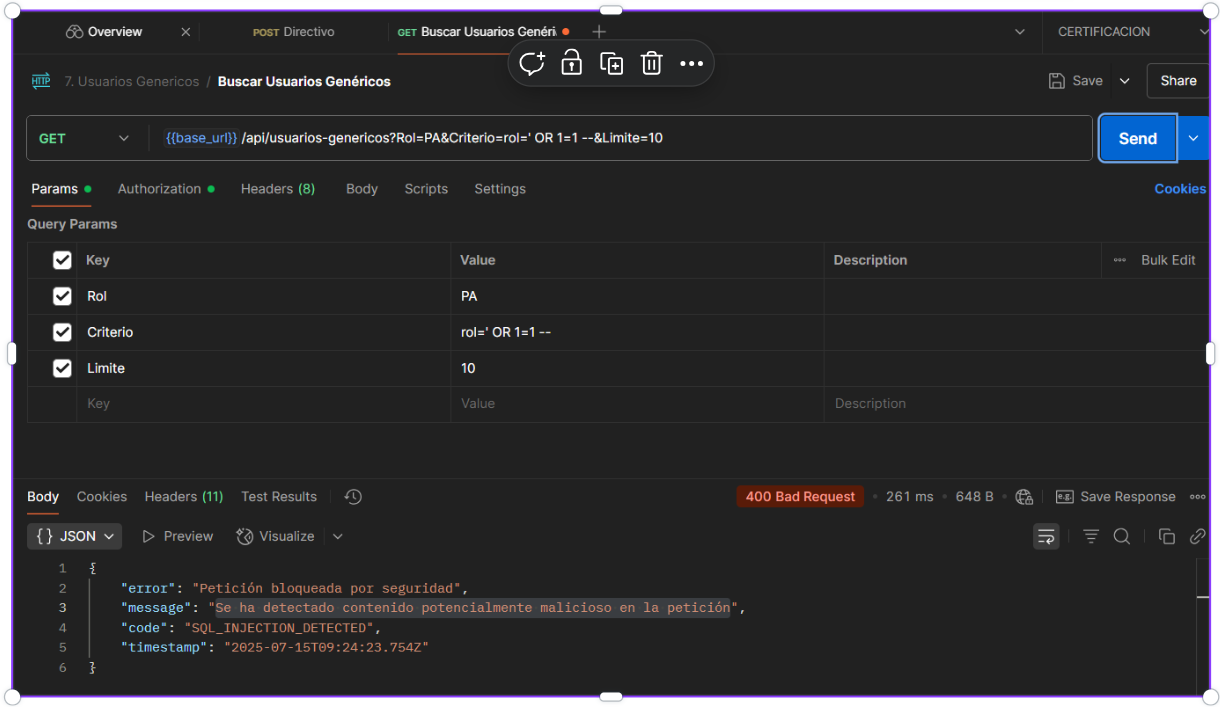 Overview
POST Directivo
GET Buscar Usuarios Genéri
CERTIFICACION
HTTP 7. Usuarios Genericos / Buscar Usuarios Genéricos
Save
Share
GET
{{base_url}} /api/usuarios-genericos?Rol=PA&Criterio=rol=' OR 1=1 --&Limite=10
Send
Params
Authorization
Headers (8)
Body
Scripts
Settings
Cookies
Query Params
Key Value Description Bulk Edit
Rol PA
Criterio rol=' OR 1=1 --
Limite 10
Key Value Description
Body Cookies Headers (11) Test Results
400 Bad Request • 261 ms • 648 B •
e.g. Save Response
{} JSON Preview Visualize
1 {
2 "error": "Petición bloqueada por seguridad",
3 "message": "Se ha detectado contenido potencialmente malicioso en la petición",
4 "code": "SQL_INJECTION_DETECTED",
5 "timestamp": "2025-07-15T09:24:23.754Z"
6 }